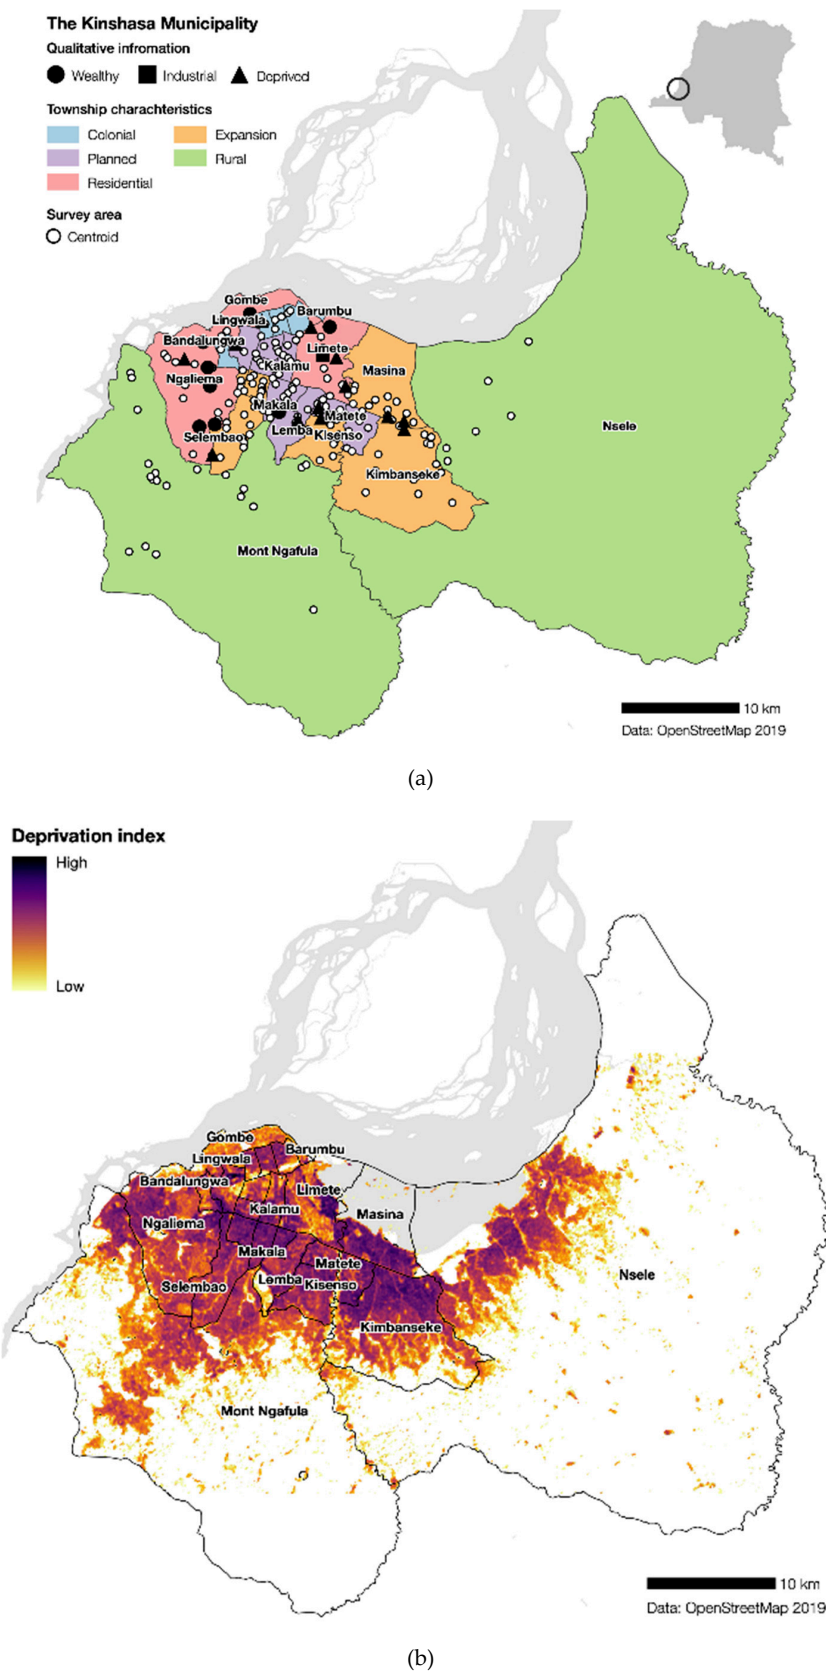 The Kinshasa Municipality
Qualitative infromation
Wealthy Industrial Deprived
Township charachteristics
Colonial Expansion
Planned Rural
Residential
Survey area
Centroid
Gombe
Lingwala Barumbu
Bandalungwa Limete
Kalamu Masina
Ngaliema
Makala
Matete
Lemba
Selembao Kisenso
Nsele
Kimbanseke
Mont Ngafula
10 km
Data: OpenStreetMap 2019
(a)
Deprivation index
High
Low
Gombe
Barumbu
Lingwala
Bandalungwa
Limete
Kalamu Masina
Ngaliema
Makala
Matete
Lemba Kisenso
Nsele
Selembao
Kimbanseke
Mont Ngafula
10 km
Data: OpenStreetMap 2019
(b)